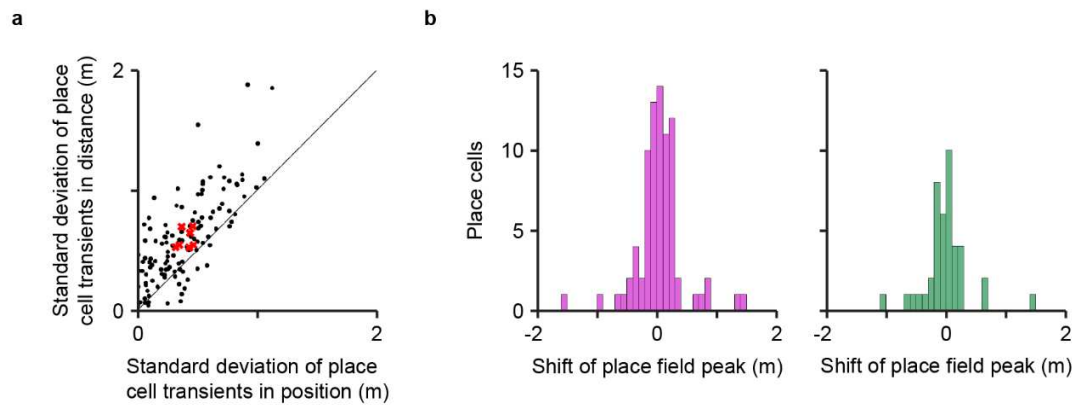 a
b
Standard deviation of place
cell transients in distance (m)
2
0
0
2
Standard deviation of place
cell transients in position (m)
Place cells
15
10
5
0
-2
0
2
Shift of place field peak (m)
-2
0
2
Shift of place field peak (m)